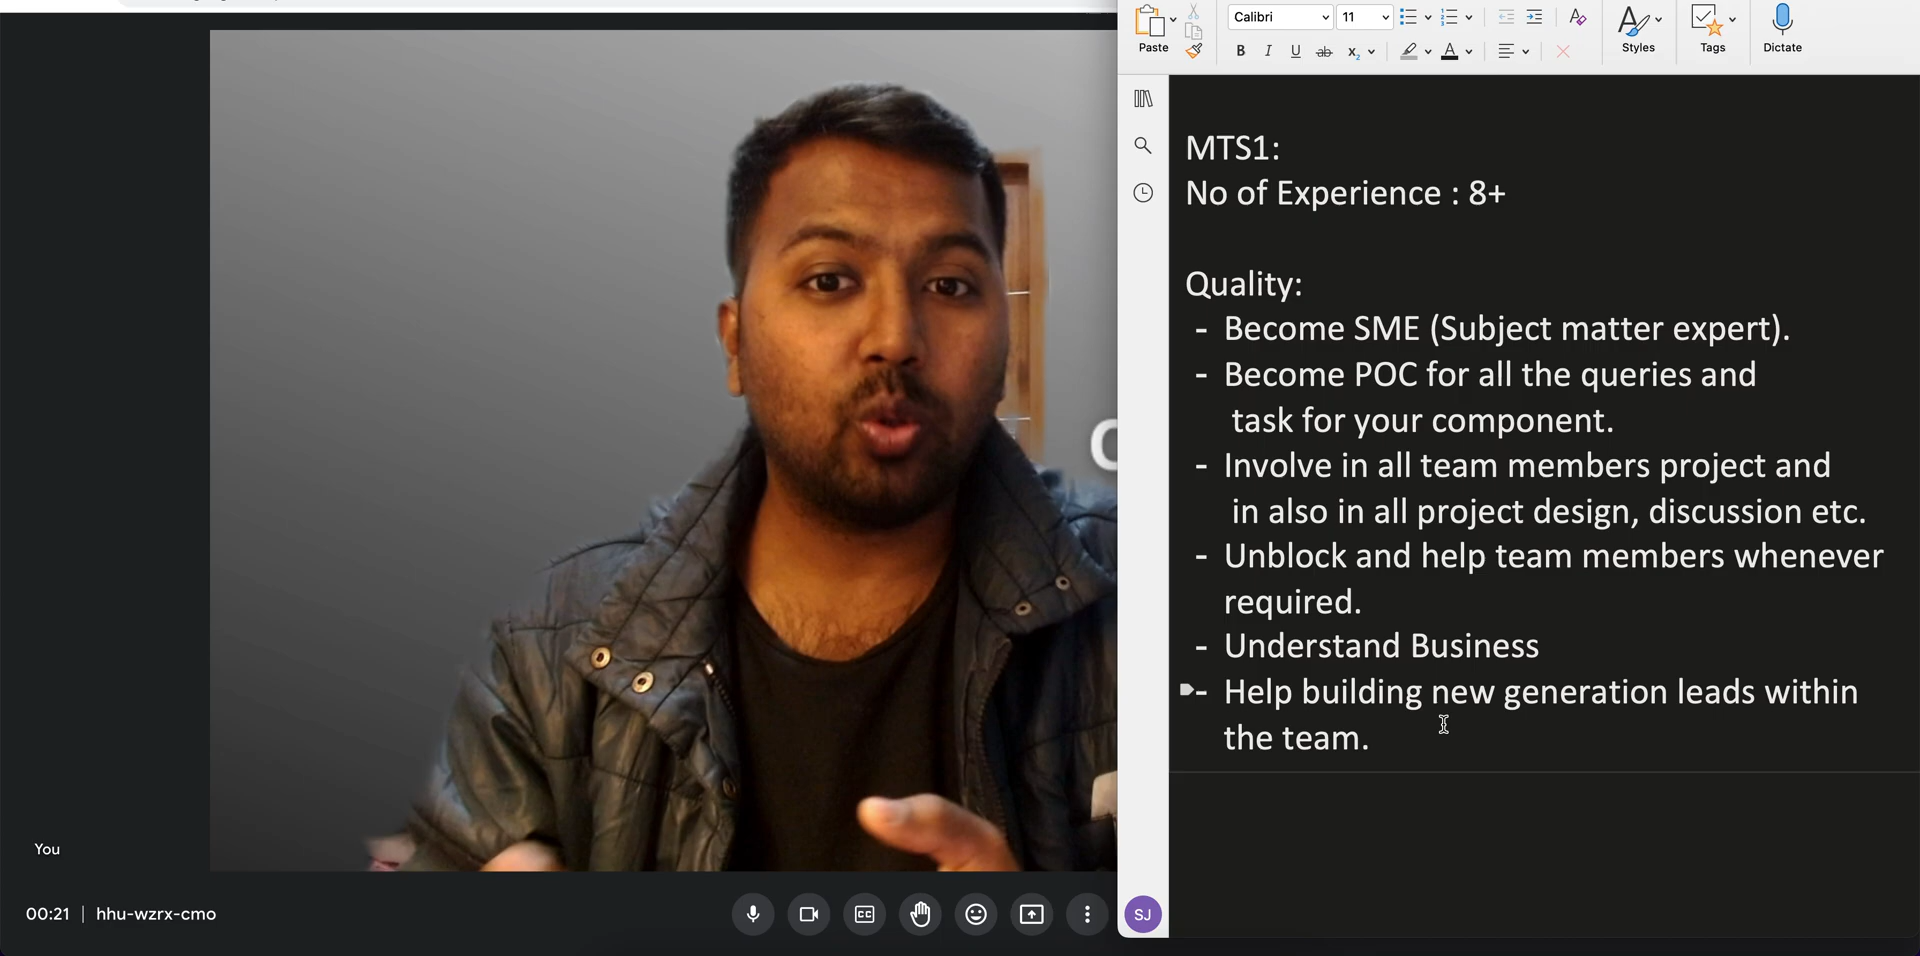 Calibri
11
Paste
B I U ab x2 A
Styles
Tags
Dictate
MTS1:
No of Experience : 8+
Quality:
- Become SME (Subject matter expert).
- Become POC for all the queries and
task for your component.
- Involve in all team members project and
in also in all project design, discussion etc.
- Unblock and help team members whenever
required.
- Understand Business
- Help building new generation leads within
the team.
You
00:21 | hhu-wzrx-cmo
CC
SJ